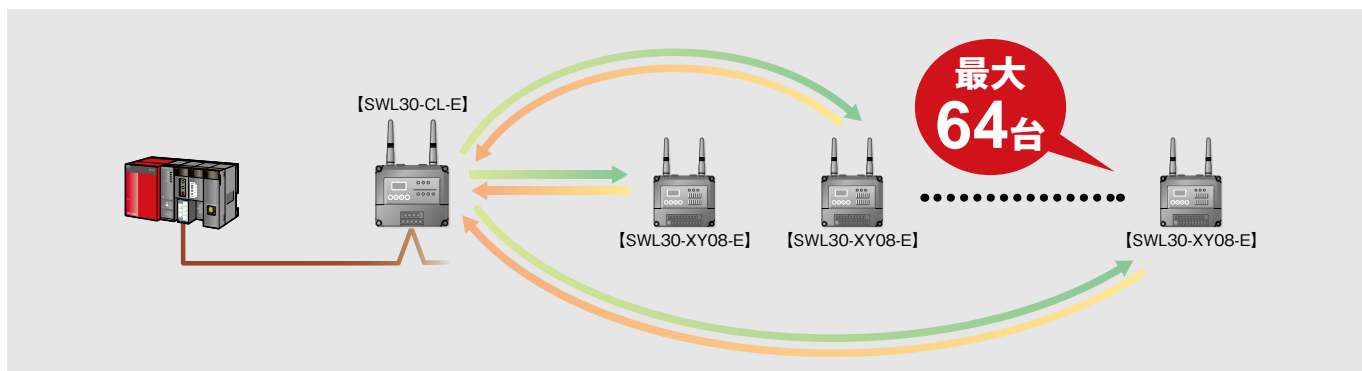 【SWL30-CL-E】
最大
64台
【SWL30-XY08-E】
【SWL30-XY08-E】
【SWL30-XY08-E】